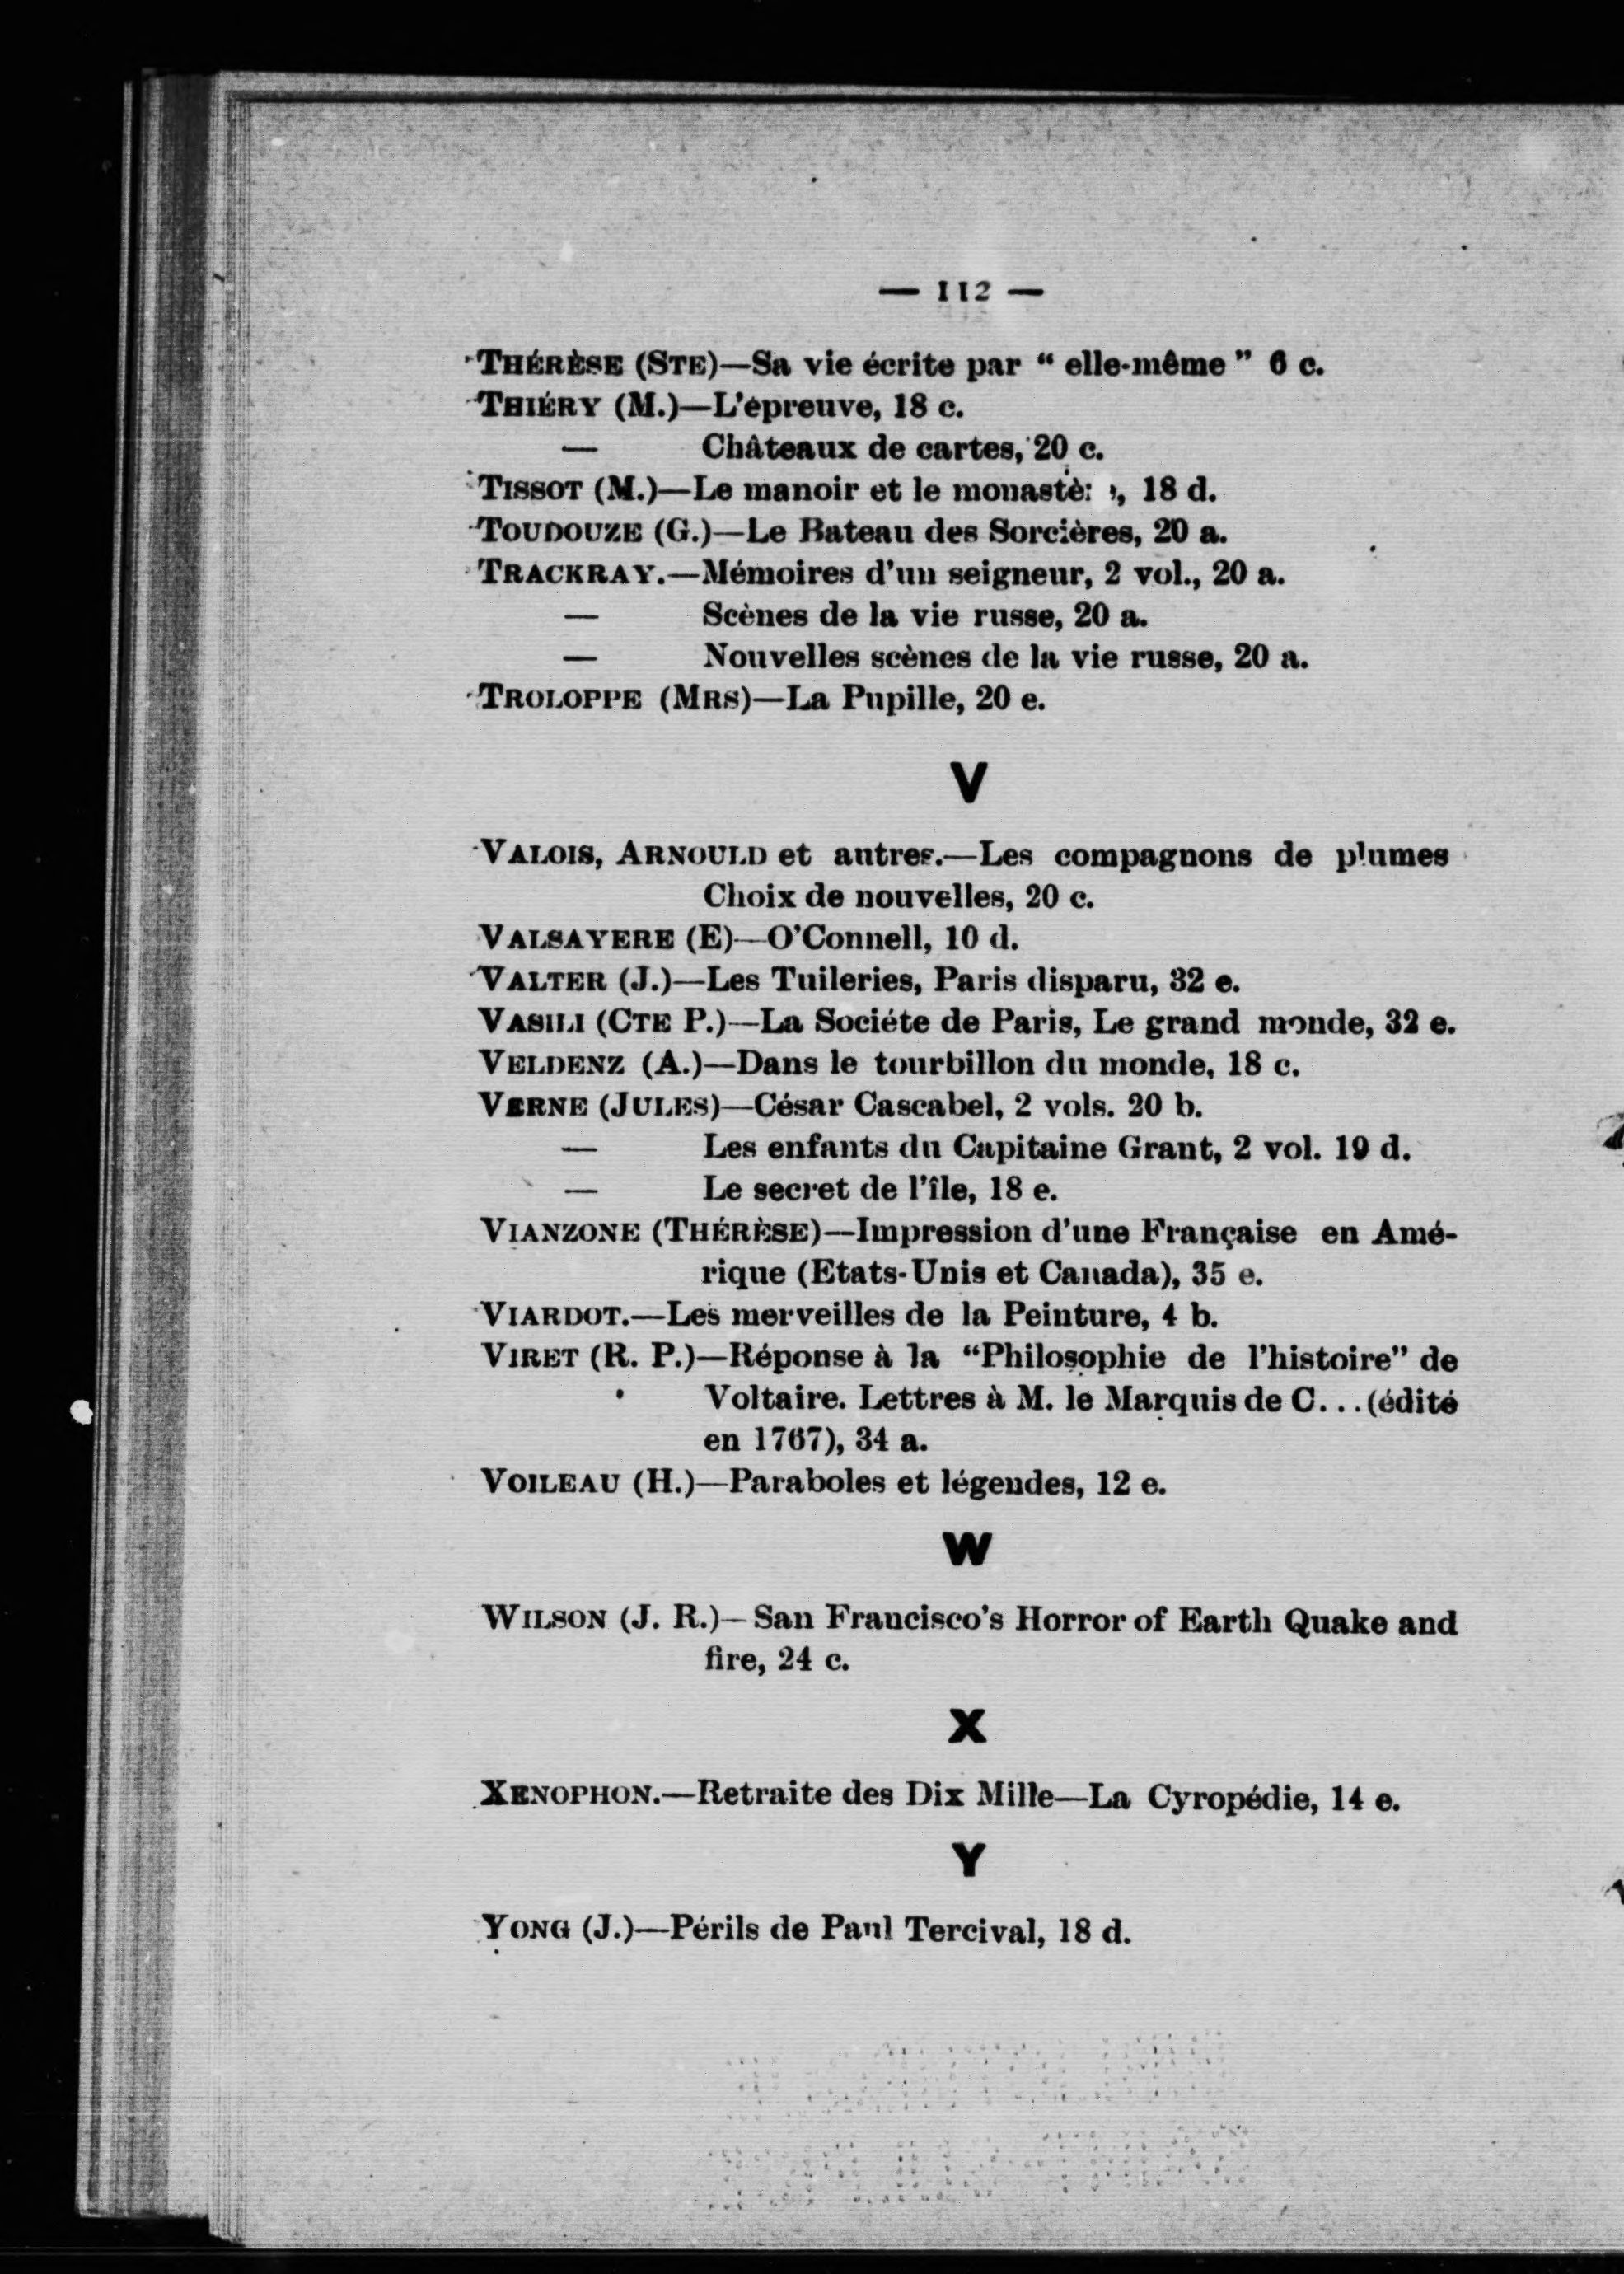 — 112 —
THÉRÈSE (STE)—Sa vie écrite par “ elle-même ” 6 c.
THIÉRY (M.)—L'épreuve, 18 c.
— Châteaux de cartes, 20 c.
TISSOT (M.)—Le manoir et le monastère, 18 d.
TOUDOUZE (G.)—Le Bateau des Sorcières, 20 a.
TRACKRAY.—Mémoires d'un seigneur, 2 vol., 20 a.
— Scènes de la vie russe, 20 a.
— Nouvelles scènes de la vie russe, 20 a.
TROLOPPE (MRS)—La Pupille, 20 e.
V
VALOIS, ARNOULD et autres.—Les compagnons de plumes
Choix de nouvelles, 20 c.
VALSAYERE (E)—O'Connell, 10 d.
VALTER (J.)—Les Tuileries, Paris disparu, 32 e.
VASILI (CTE P.)—La Sociéte de Paris, Le grand monde, 32 e.
VELDENZ (A.)—Dans le tourbillon du monde, 18 c.
VERNE (JULES)—César Cascabel, 2 vols. 20 b.
— Les enfants du Capitaine Grant, 2 vol. 19 d.
— Le secret de l'île, 18 e.
VIANZONE (THÉRÈSE)—Impression d'une Française en Amé-
rique (Etats-Unis et Canada), 35 e.
VIARDOT.—Les merveilles de la Peinture, 4 b.
VIRET (R. P.)—Réponse à la “Philosophie de l'histoire” de
Voltaire. Lettres à M. le Marquis de C...(édité
en 1767), 34 a.
VOILEAU (H.)—Paraboles et légendes, 12 e.
W
WILSON (J. R.)—San Francisco's Horror of Earth Quake and
fire, 24 c.
X
XENOPHON.—Retraite des Dix Mille—La Cyropédie, 14 e.
Y
YONG (J.)—Périls de Paul Tercival, 18 d.